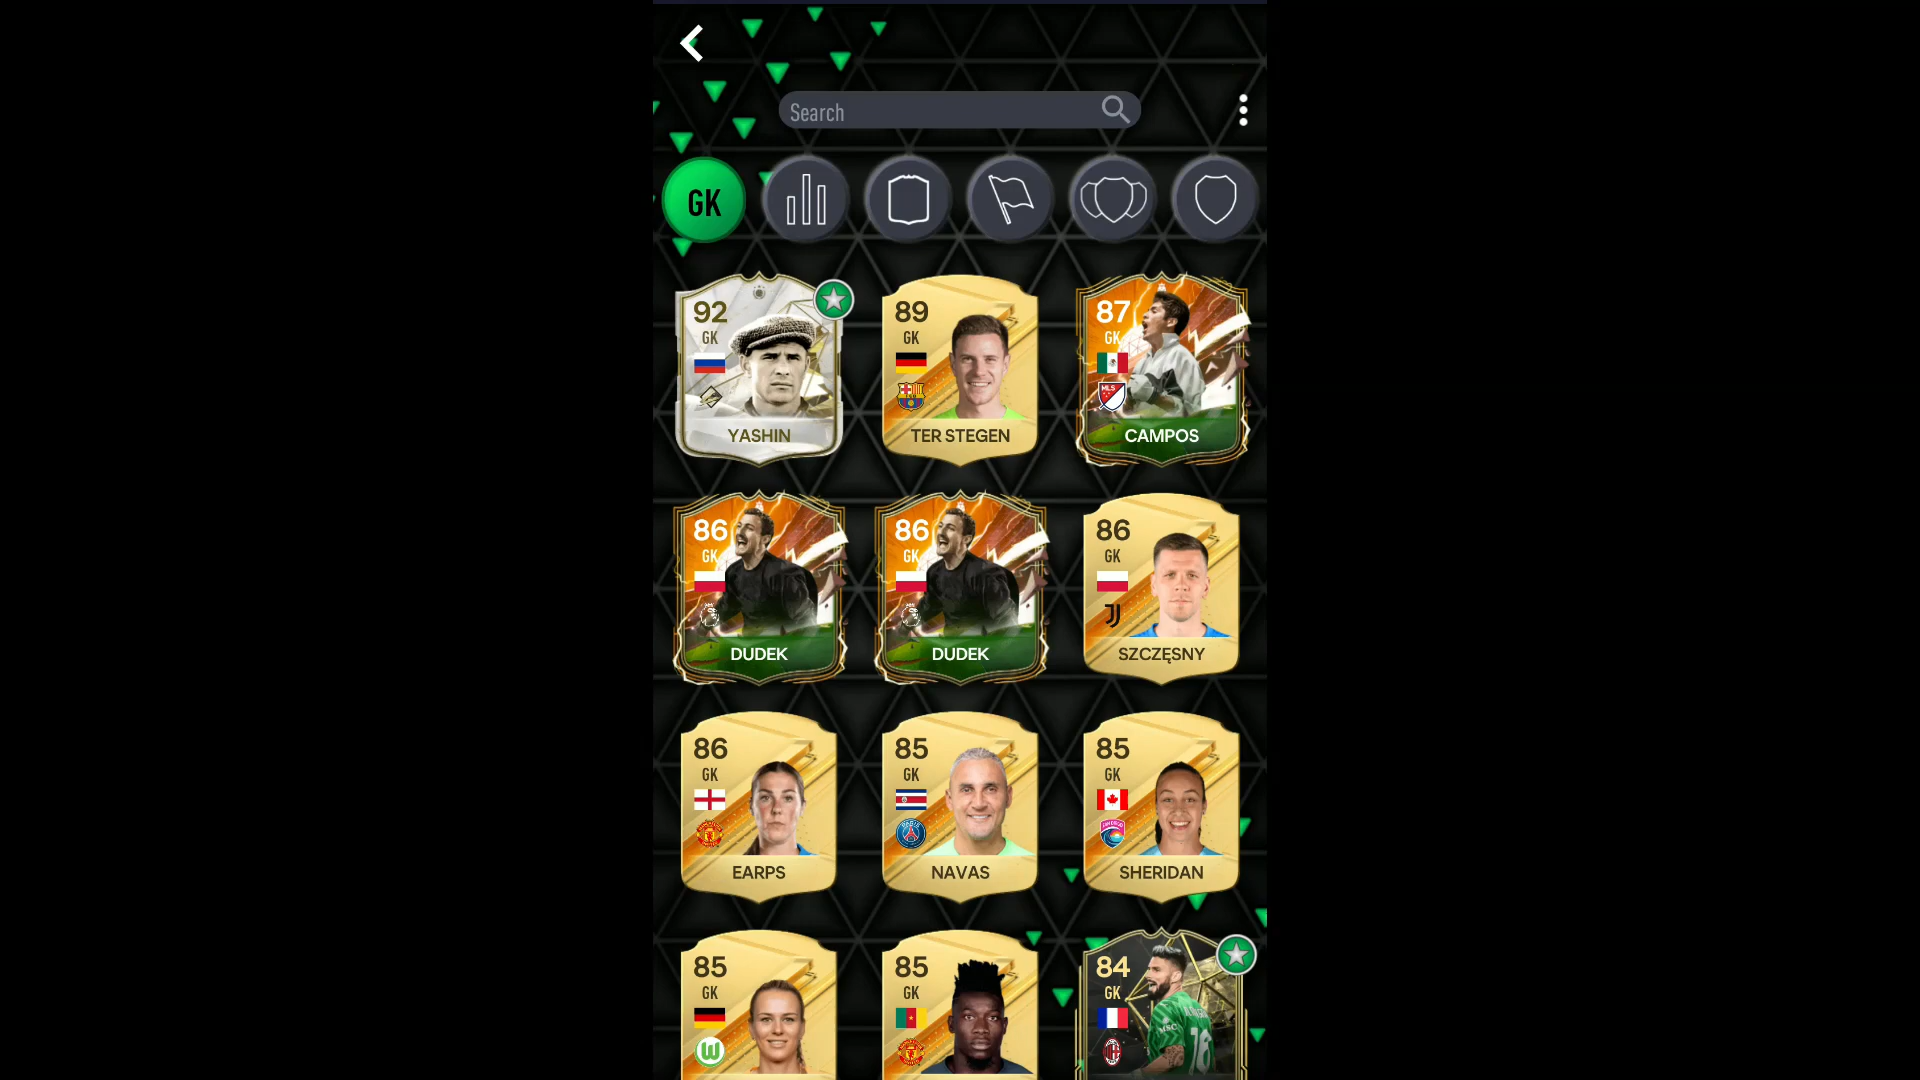 Search
GK
92
GK
YASHIN
89
GK
TER STEGEN
87
GK
MLS
CAMPOS
86
GK
DUDEK
86
GK
DUDEK
86
GK
SZCZĘSNY
86
GK
EARPS
85
GK
NAVAS
85
GK
SHERIDAN
85
GK
85
GK
84
GK